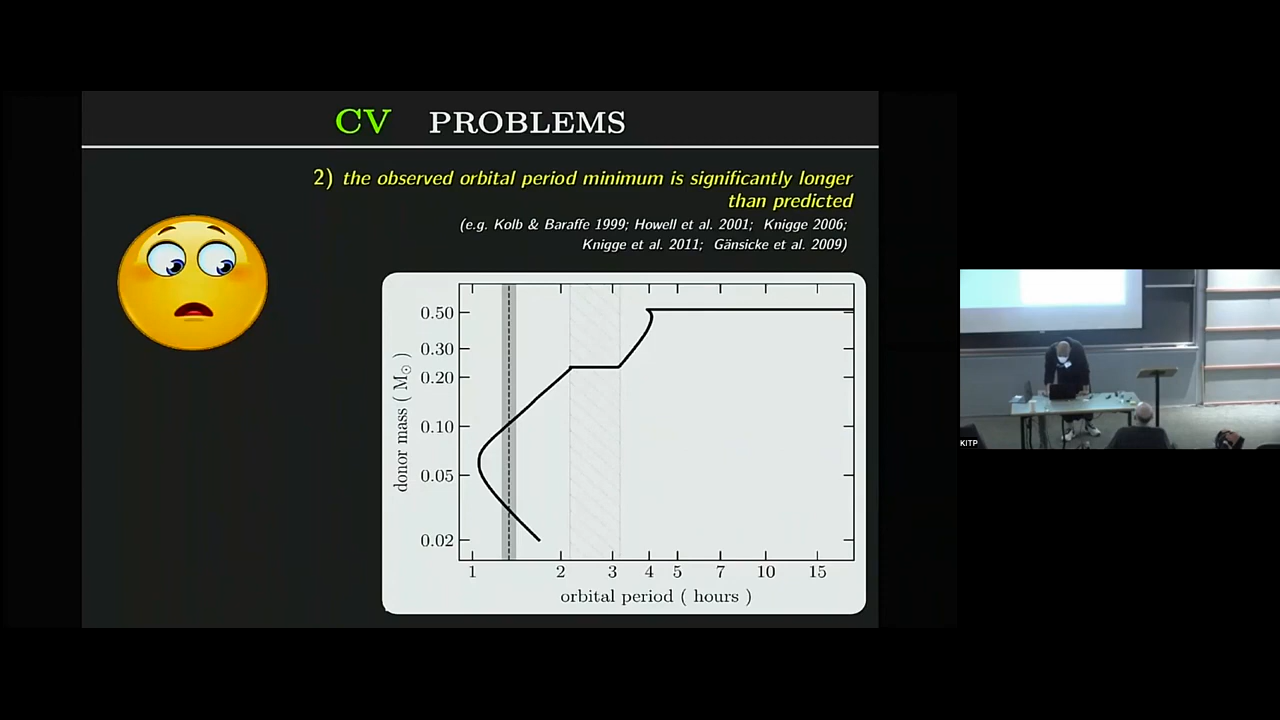 CV PROBLEMS
2) the observed orbital period minimum is significantly longer
than predicted
(e.g. Kolb & Baraffe 1999; Howell et al. 2001; Knigge 2006;
Knigge et al. 2011; Gänsicke et al. 2009)
0.50
0.30
0.20
0.10
0.05
0.02
donor mass ( M☉ )
1 2 3 4 5 7 10 15
orbital period ( hours )
KITP